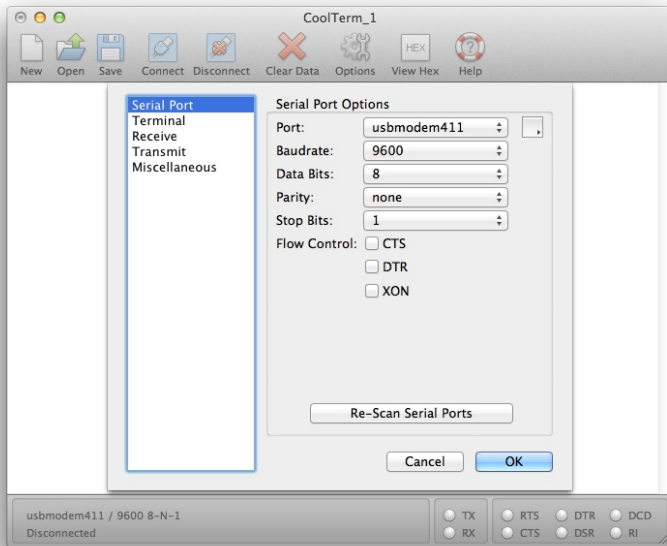 CoolTerm_1
New Open Save Connect Disconnect Clear Data Options HEX View Hex Help
Serial Port
Terminal
Receive
Transmit
Miscellaneous
Serial Port Options
Port: usbmodem411
Baudrate: 9600
Data Bits: 8
Parity: none
Stop Bits: 1
Flow Control: CTS
DTR
XON
Re-Scan Serial Ports
Cancel OK
usbmodem411 / 9600 8-N-1
Disconnected
TX RTS DTR DCD
RX CTS DSR RI